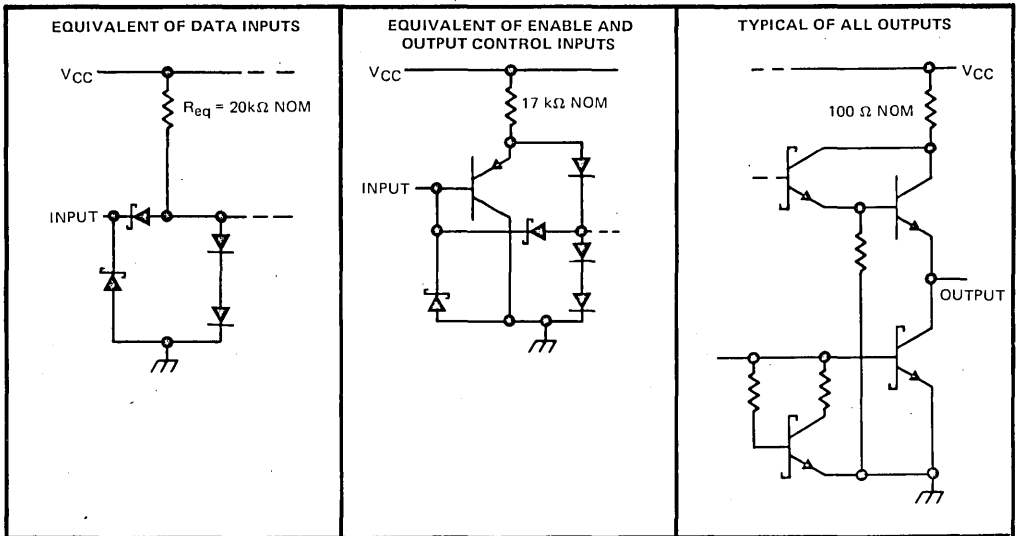 EQUIVALENT OF DATA INPUTS
VCC
Req = 20kΩ NOM
INPUT
EQUIVALENT OF ENABLE AND
OUTPUT CONTROL INPUTS
VCC
17 kΩ NOM
INPUT
TYPICAL OF ALL OUTPUTS
VCC
100 Ω NOM
OUTPUT